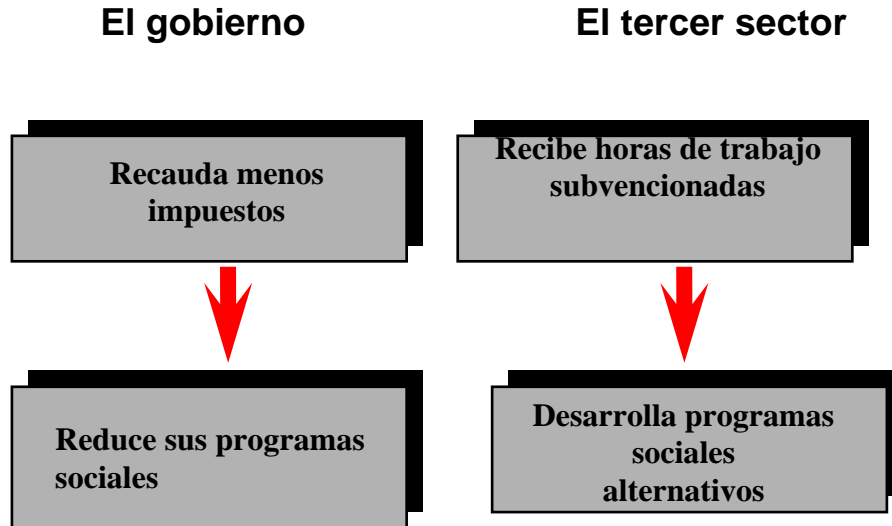 El gobierno
El tercer sector
Recauda menos
impuestos
Recibe horas de trabajo
subvencionadas
Reduce sus programas
sociales
Desarrolla programas
sociales
alternativos